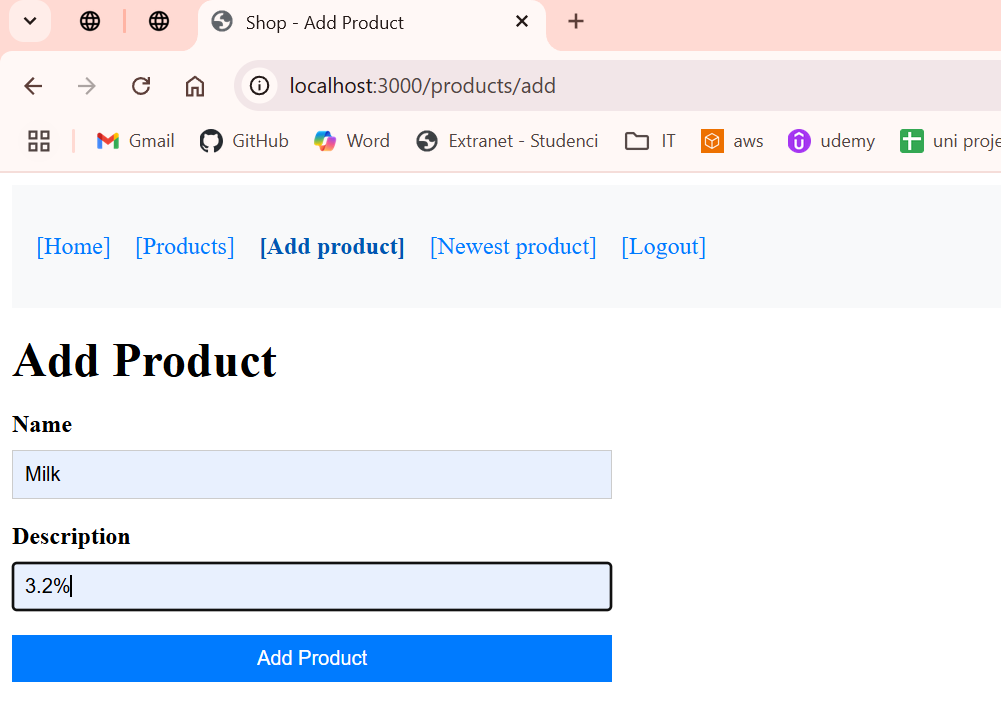 Shop - Add Product
localhost:3000/products/add
Gmail GitHub Word Extranet - Studenci IT aws udemy uni proje
[Home] [Products] [Add product] [Newest product] [Logout]
Add Product
Name
Milk
Description
3.2%
Add Product